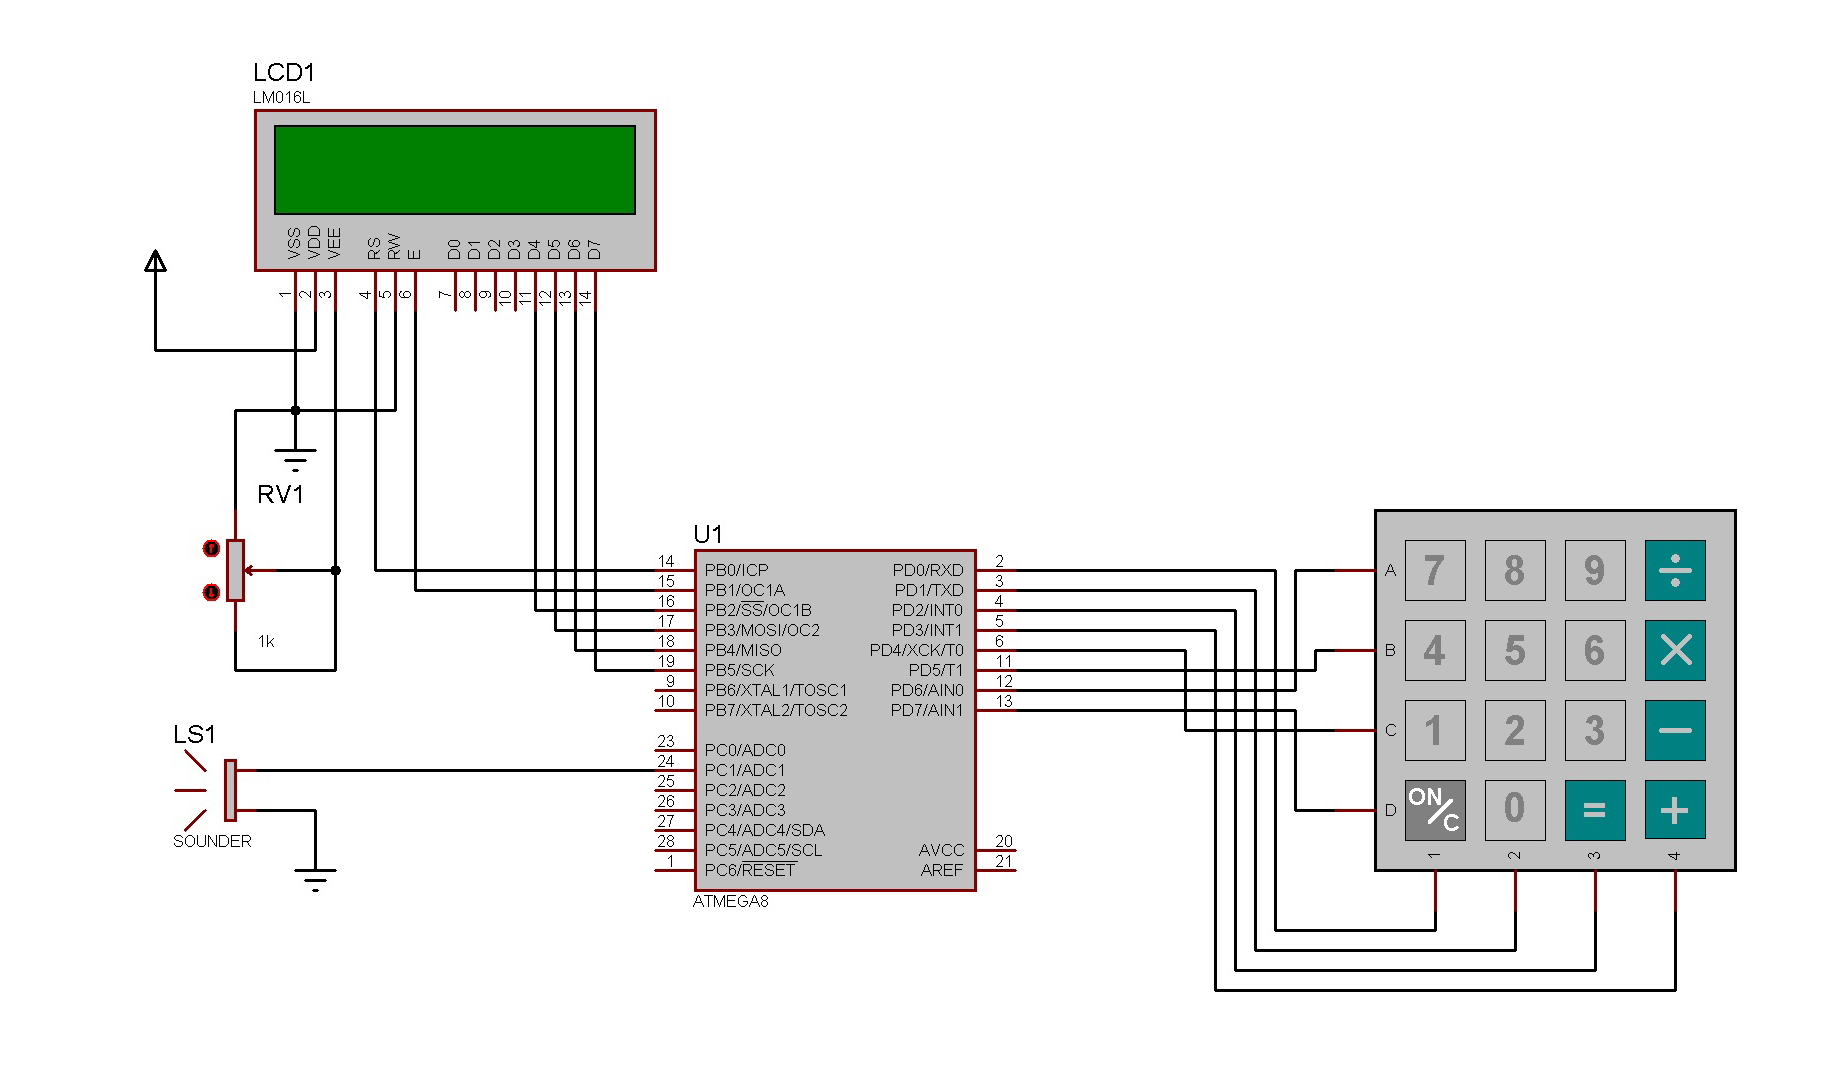 LCD1
LM016L
VSS
VDD
VEE
RS
RW
E
D0
D1
D2
D3
D4
D5
D6
D7
1
2
3
4
5
6
7
8
9
10
11
12
13
14
RV1
1k
LS1
SOUNDER
U1
14 PB0/ICP PD0/RXD 2
15 PB1/OC1A PD1/TXD 3
16 PB2/SS/OC1B PD2/INT0 4
17 PB3/MOSI/OC2 PD3/INT1 5
18 PB4/MISO PD4/XCK/T0 6
19 PB5/SCK PD5/T1 11
9 PB6/XTAL1/TOSC1 PD6/AIN0 12
10 PB7/XTAL2/TOSC2 PD7/AIN1 13
23 PC0/ADC0
24 PC1/ADC1
25 PC2/ADC2
26 PC3/ADC3
27 PC4/ADC4/SDA
28 PC5/ADC5/SCL AVCC 20
1 PC6/RESET AREF 21
ATMEGA8
A 7 8 9 ÷
B 4 5 6 ×
C 1 2 3 −
D ON/C 0 = +
1 2 3 4